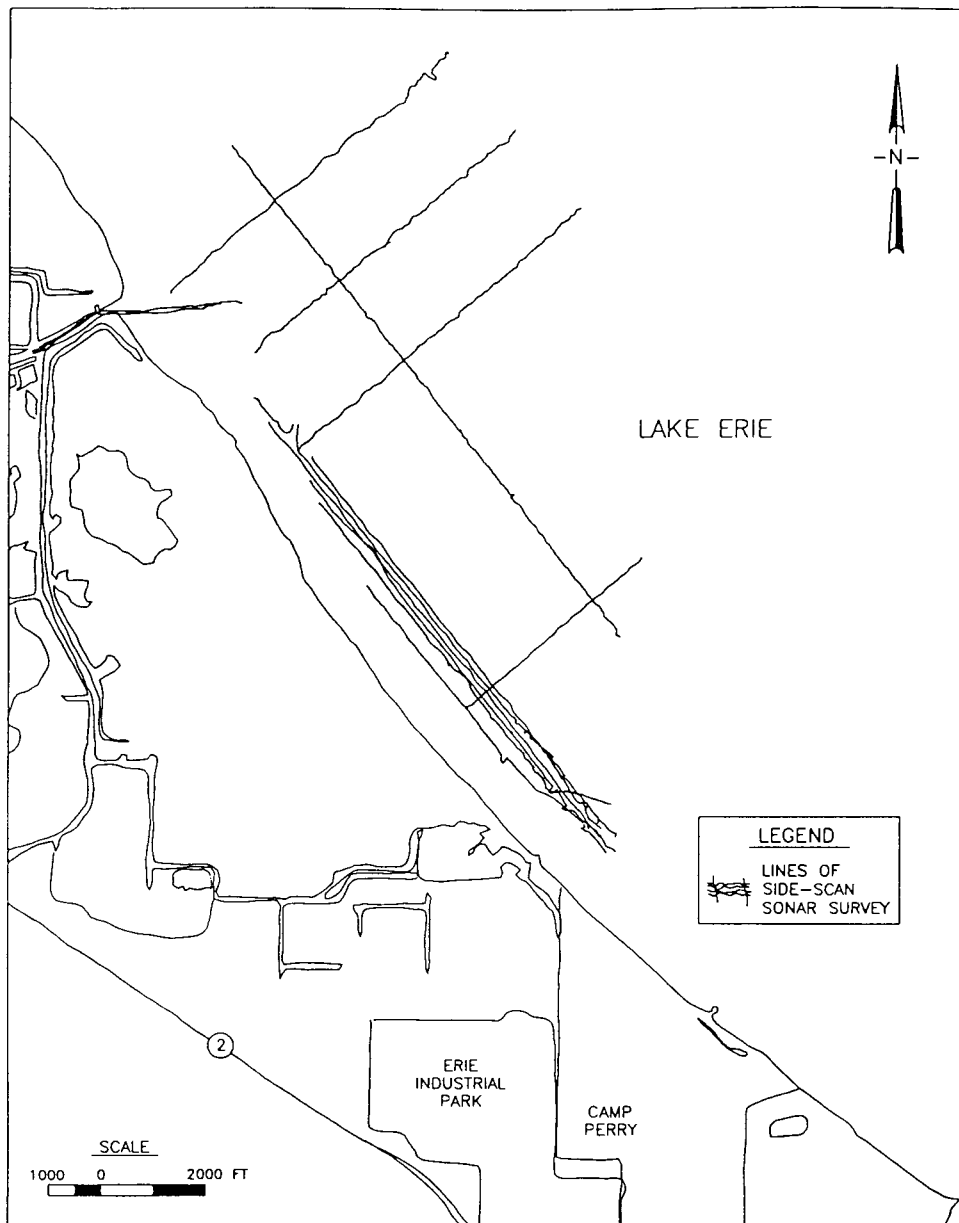 -N-
LAKE ERIE
LEGEND
LINES OF
SIDE-SCAN
SONAR SURVEY
2
ERIE
INDUSTRIAL
PARK
CAMP
PERRY
SCALE
1000 0 2000 FT